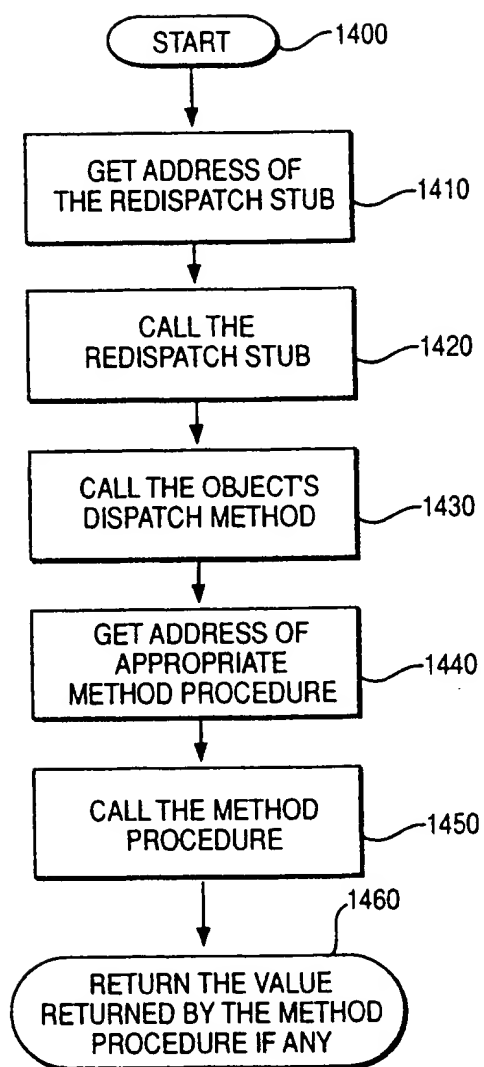 START
1400
GET ADDRESS OF
THE REDISPATCH STUB
1410
CALL THE
REDISPATCH STUB
1420
CALL THE OBJECT'S
DISPATCH METHOD
1430
GET ADDRESS OF
APPROPRIATE
METHOD PROCEDURE
1440
CALL THE METHOD
PROCEDURE
1450
1460
RETURN THE VALUE
RETURNED BY THE METHOD
PROCEDURE IF ANY